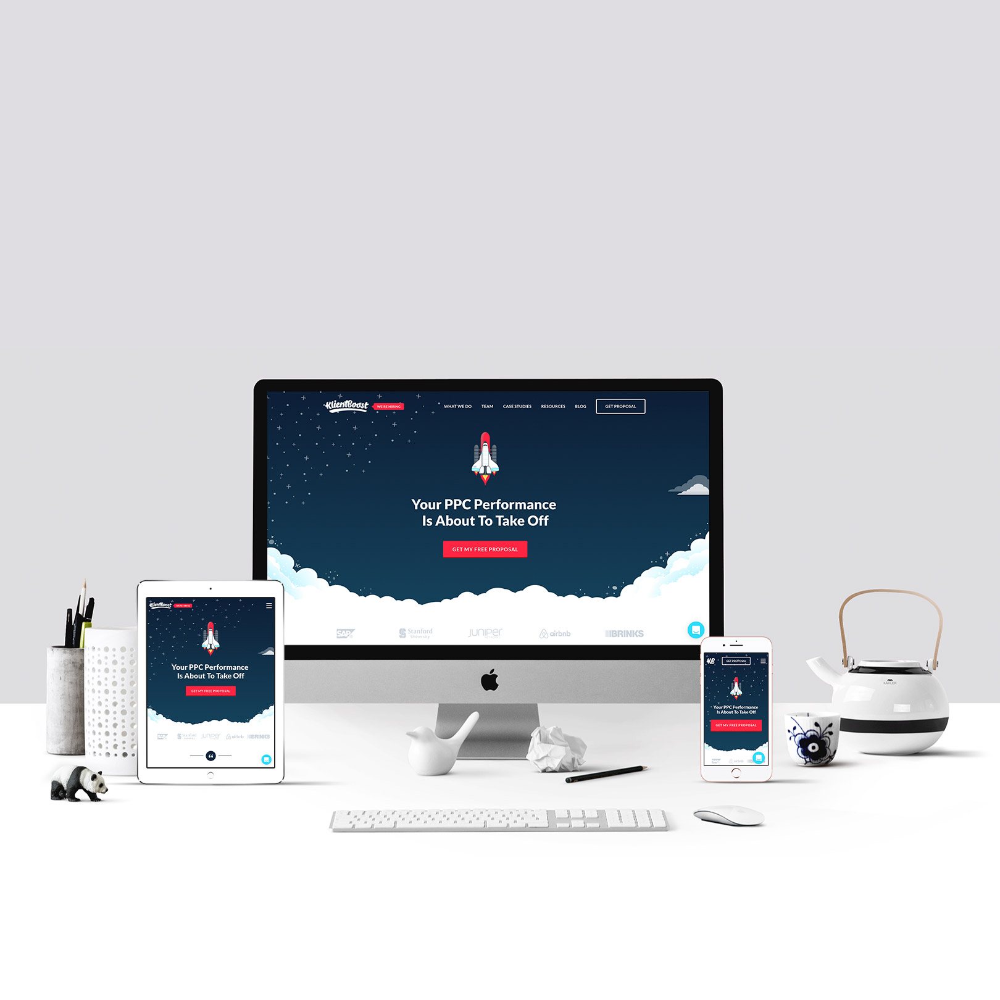 KlientBoost
WE'RE HIRING
WHAT WE DO
TEAM
CASE STUDIES
RESOURCES
BLOG
GET PROPOSAL
Your PPC Performance
Is About To Take Off
GET MY FREE PROPOSAL
SAP
Stanford
University
JUNIPER
NETWORKS
airbnb
BRINKS
KlientBoost
WE'RE HIRING
Your PPC Performance
Is About To Take Off
GET MY FREE PROPOSAL
SAP
Stanford
University
JUNIPER
airbnb
BRINKS
KB
GET PROPOSAL
Your PPC Performance
Is About To Take Off
GET MY FREE PROPOSAL
SAP
airbnb
KÄHLER